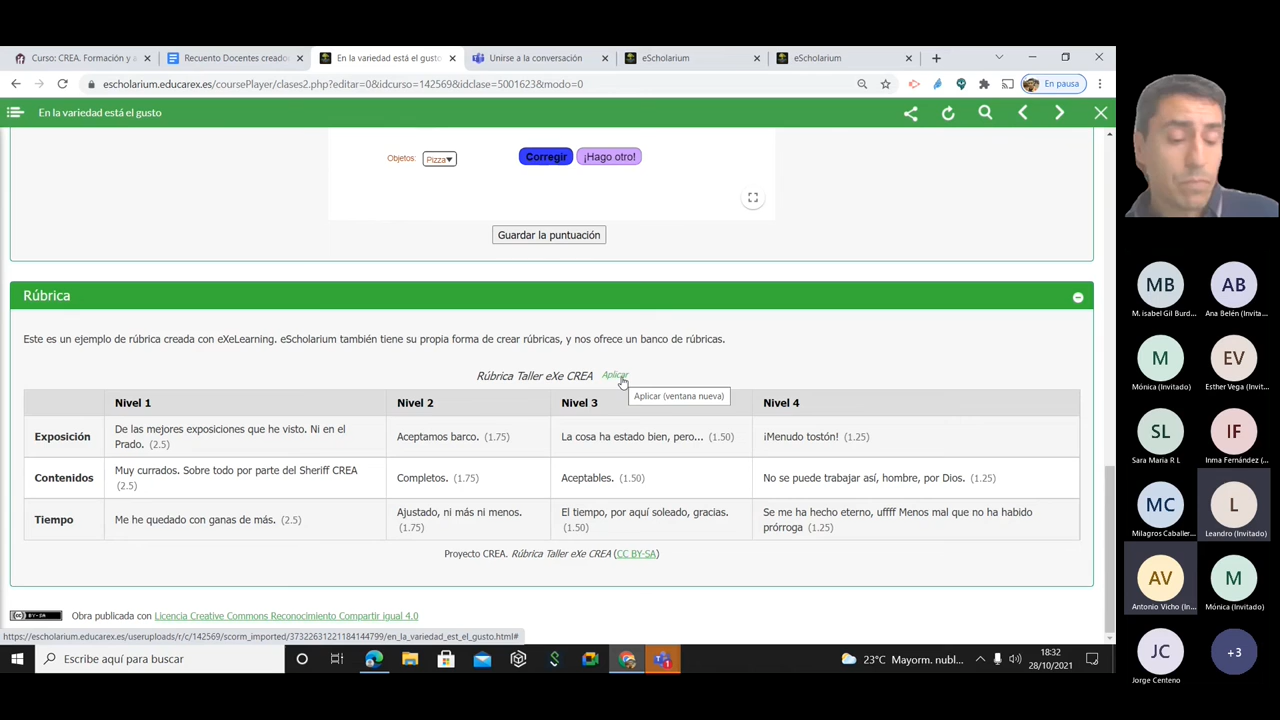 Curso: CREA. Formación y a
Recuento Docentes creado
En la variedad está el gusto
Unirse a la conversación
eScholarium
eScholarium
escholarium.educarex.es/coursePlayer/clases2.php?editar=0&idcurso=142569&idclase=5001623&modo=0
En pausa
En la variedad está el gusto
Objetos:
Pizza▼
Corregir
¡Hago otro!
Guardar la puntuación
Rúbrica
Este es un ejemplo de rúbrica creada con eXeLearning. eScholarium también tiene su propia forma de crear rúbricas, y nos ofrece un banco de rúbricas.
Rúbrica Taller eXe CREA Aplicar
Aplicar (ventana nueva)
Nivel 1 Nivel 2 Nivel 3 Nivel 4
Exposición
De las mejores exposiciones que he visto. Ni en el
Prado. (2.5)
Aceptamos barco. (1.75)
La cosa ha estado bien, pero... (1.50)
¡Menudo tostón! (1.25)
Contenidos
Muy currados. Sobre todo por parte del Sheriff CREA
(2.5)
Completos. (1.75)
Aceptables. (1.50)
No se puede trabajar así, hombre, por Dios. (1.25)
Tiempo
Me he quedado con ganas de más. (2.5)
Ajustado, ni más ni menos.
(1.75)
El tiempo, por aquí soleado, gracias.
(1.50)
Se me ha hecho eterno, uffff Menos mal que no ha habido
prórroga (1.25)
Proyecto CREA. Rúbrica Taller eXe CREA (CC BY-SA)
Obra publicada con Licencia Creative Commons Reconocimiento Compartir igual 4.0
https://escholarium.educarex.es/useruploads/r/c/142569/scorm_imported/37322631221184144799/en_la_variedad_est_el_gusto.html#
Escribe aquí para buscar
23°C Mayorm. nubl...
18:32
28/10/2021
MB
M. isabel Gil Burd...
AB
Ana Belén (Invita...
M
Mónica (Invitado)
EV
Esther Vega (Invit...
SL
Sara Maria R L
IF
Inma Fernández (...
MC
Milagros Caballer...
L
Leandro (Invitado)
AV
Antonio Vicho (In...
M
Mónica (Invitado)
JC
Jorge Centeno
+3